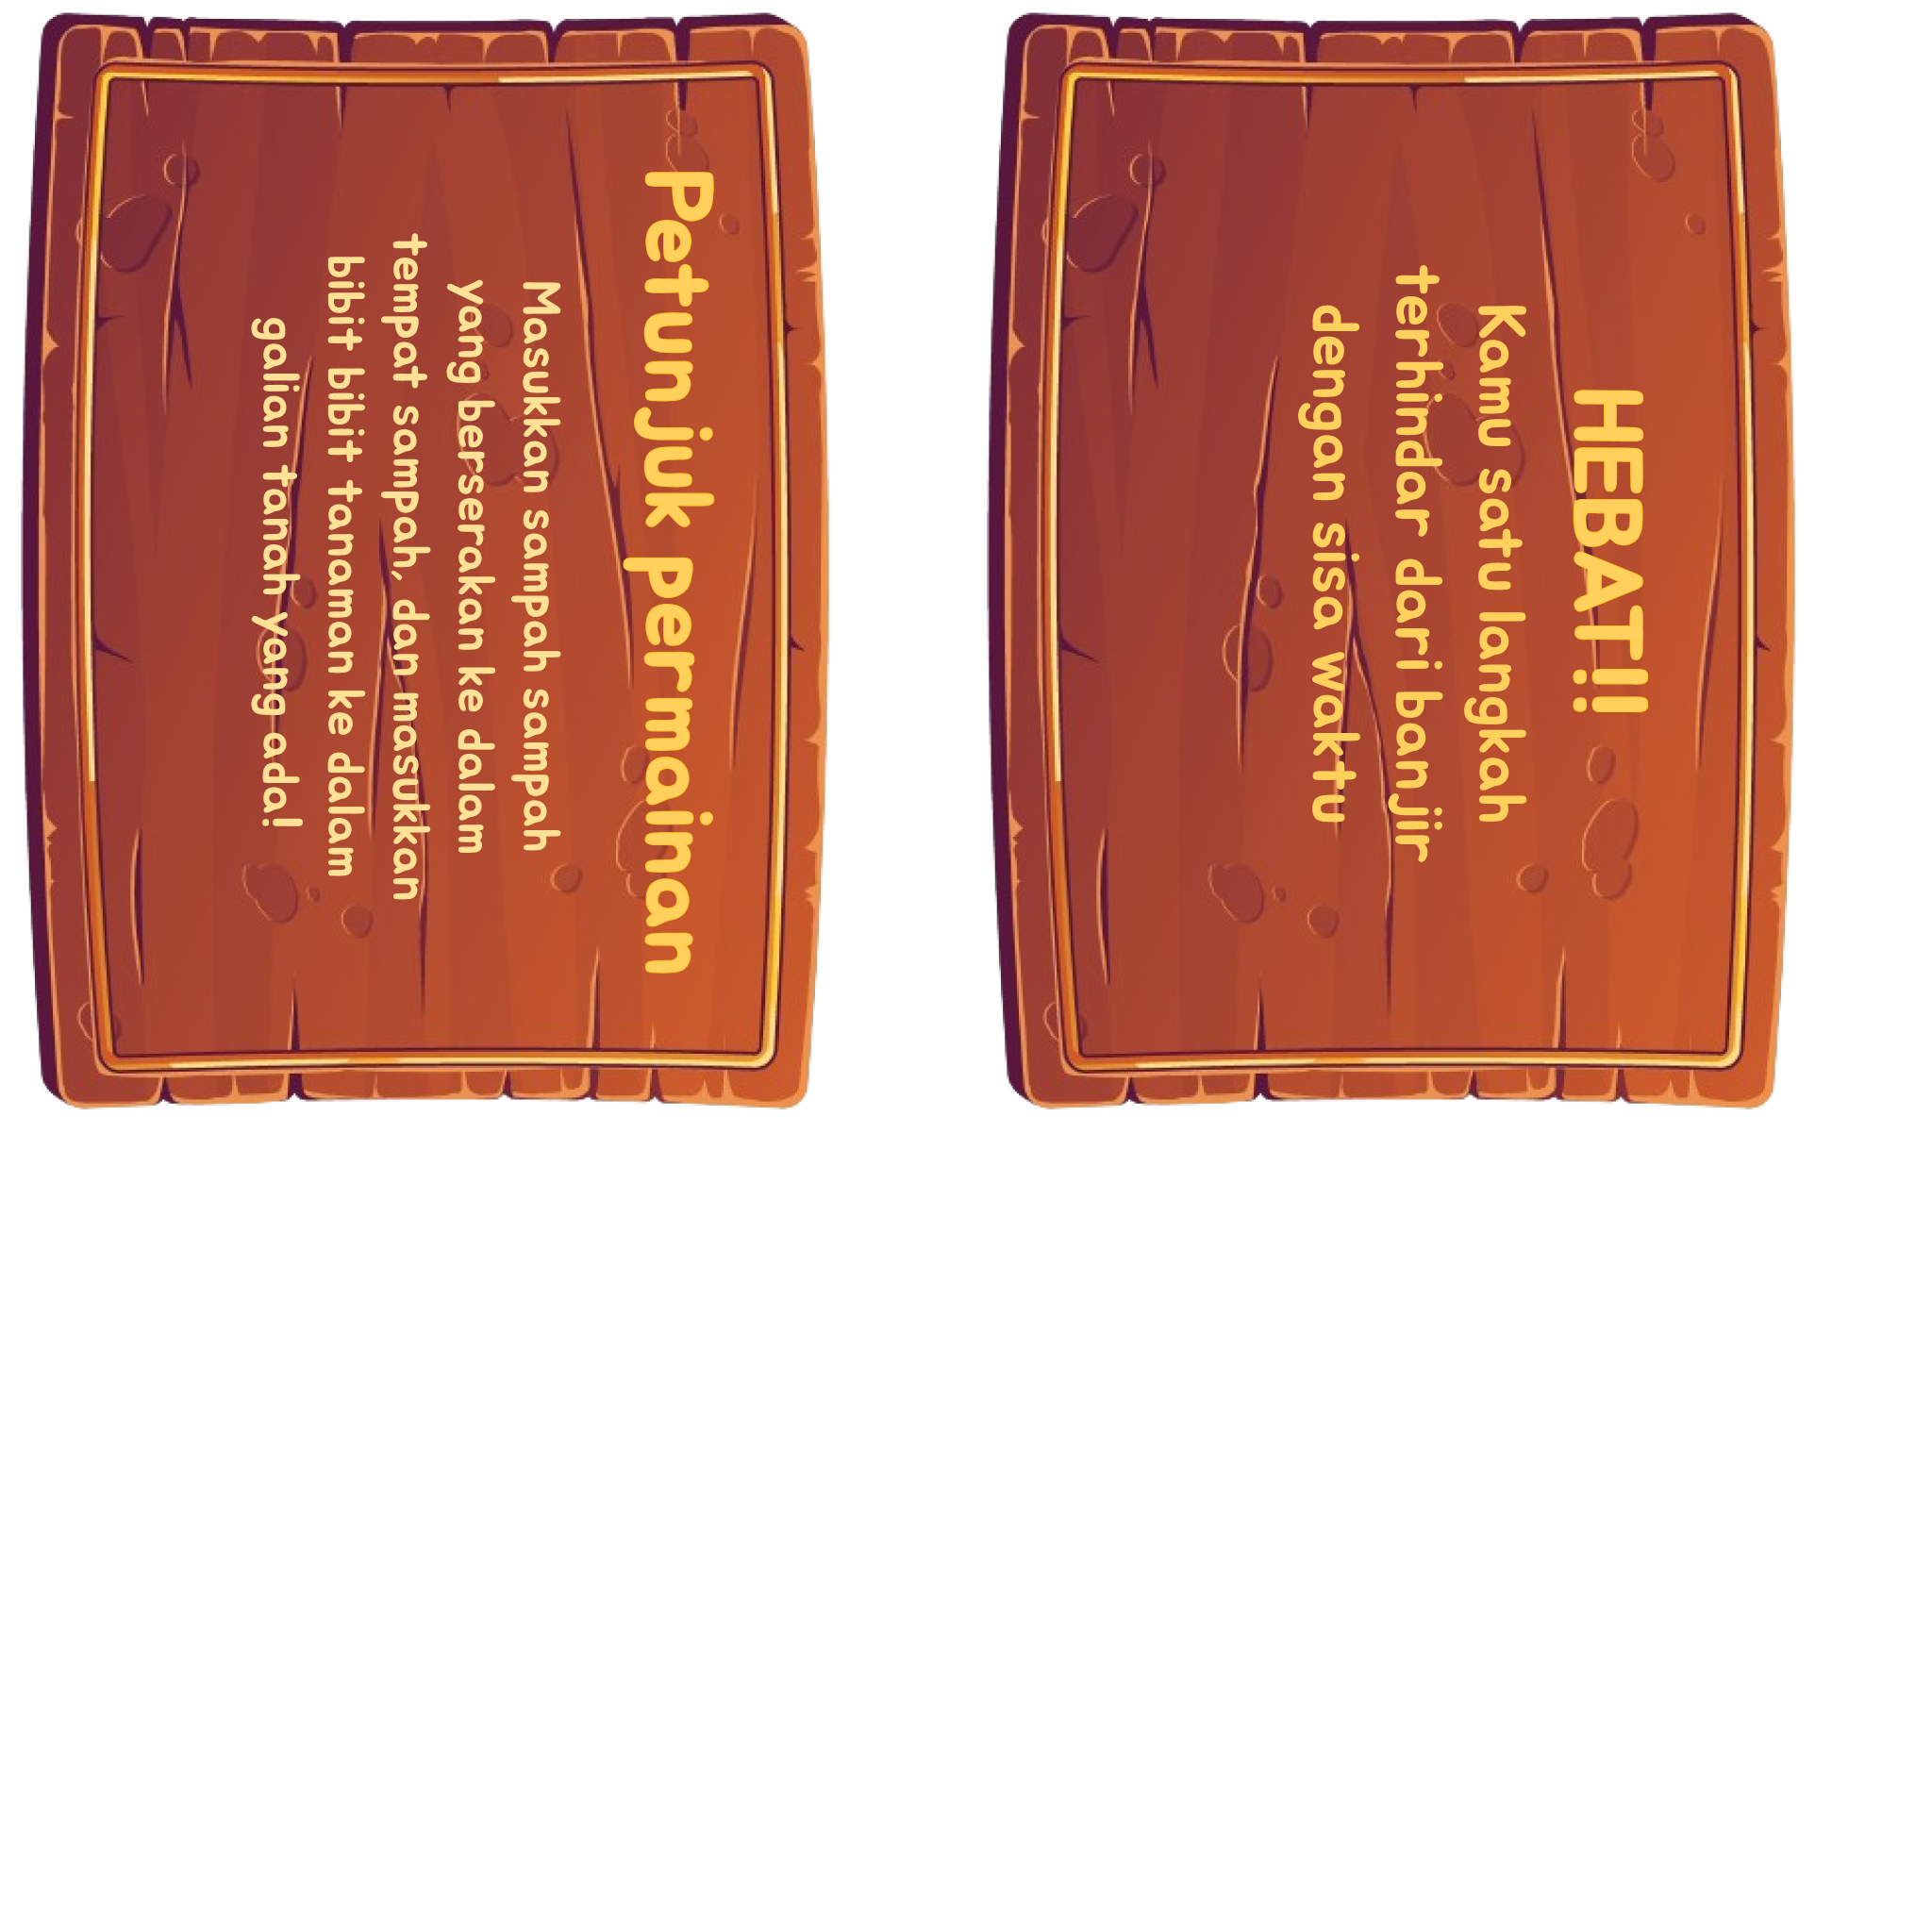 Petunjuk permainan
Masukkan sampah sampah
yang berserakan ke dalam
tempat sampah, dan masukkan
bibit bibit tanaman ke dalam
galian tanah yang ada!
HEBAT!!
Kamu satu langkah
terhindar dari banjir
dengan sisa waktu